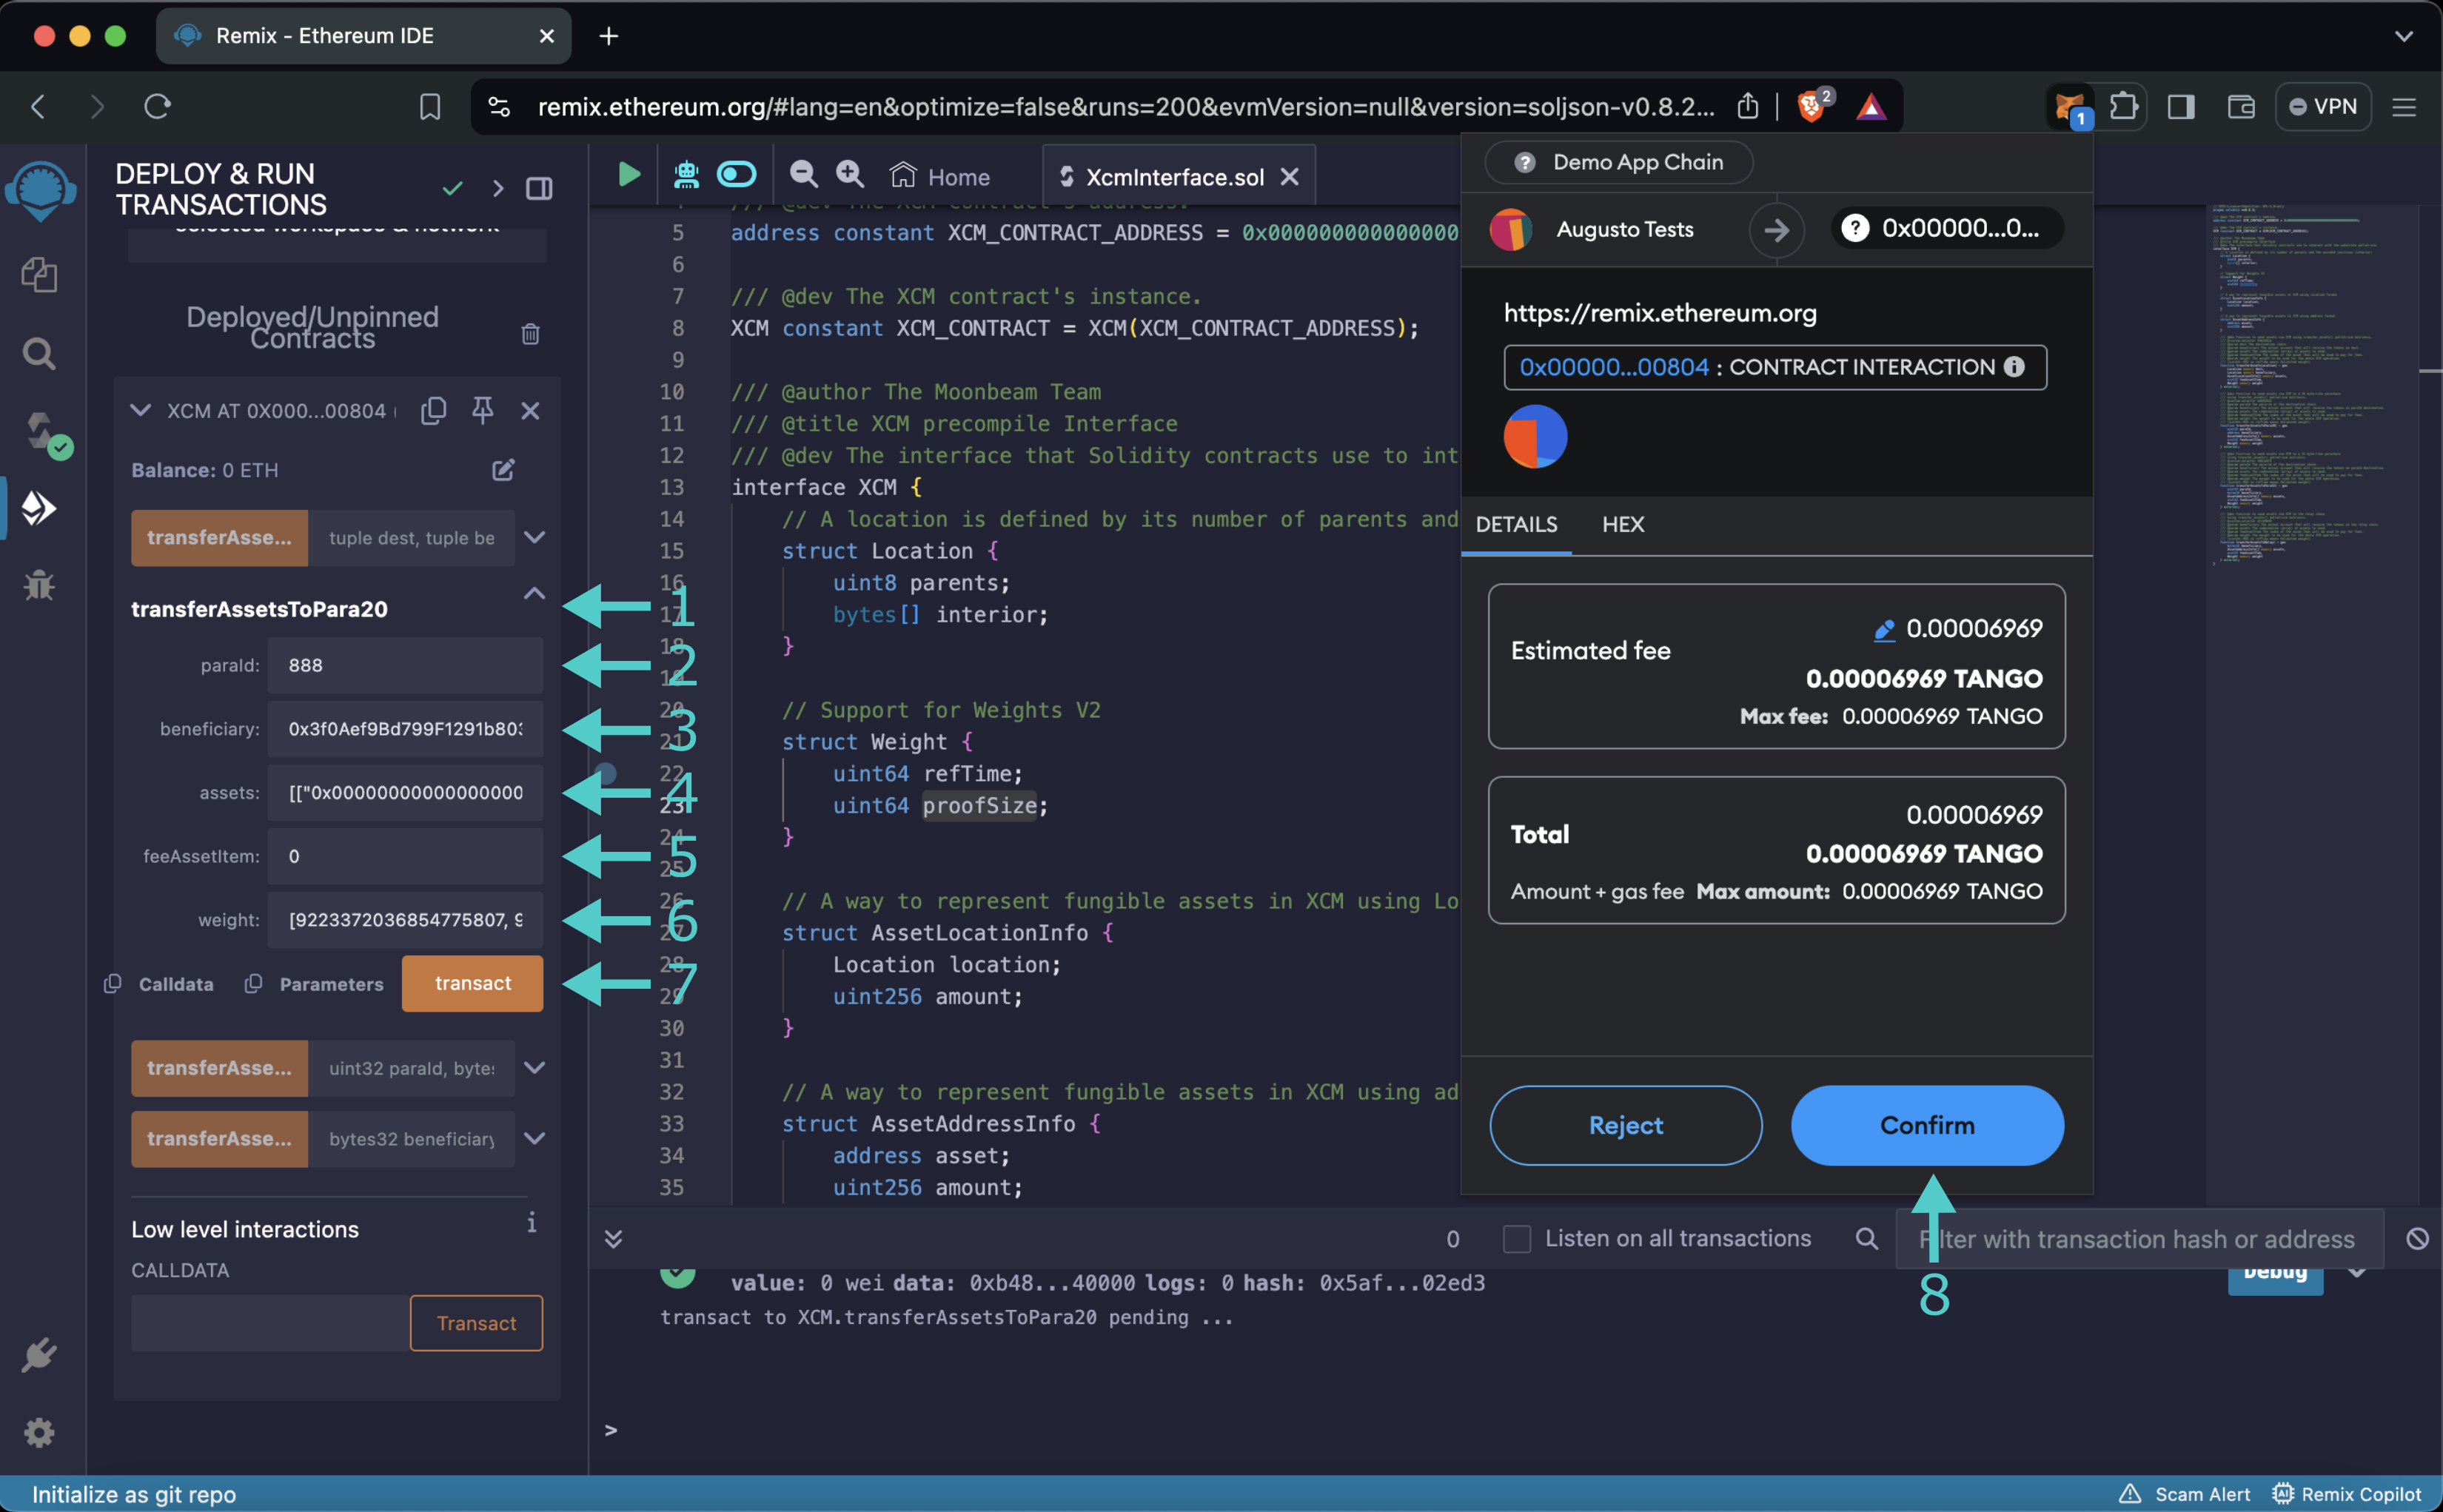 Remix - Ethereum IDE
remix.ethereum.org/#lang=en&optimize=false&runs=200&evmVersion=null&version=soljson-v0.8.2...
2
1
VPN
DEPLOY & RUN
TRANSACTIONS
Selected workspace & network
Deployed/Unpinned
Contracts
XCM AT 0X000...00804 (
Balance: 0 ETH
transferAsse...
tuple dest, tuple be
transferAssetsToPara20
1
paraId:
888
2
beneficiary:
0x3f0Aef9Bd799F1291b803
3
assets:
[["0x00000000000000000
4
feeAssetItem:
0
5
weight:
[9223372036854775807, 9
6
Calldata
Parameters
transact
7
transferAsse...
uint32 paraId, bytes
transferAsse...
bytes32 beneficiary
Low level interactions
i
CALLDATA
Transact
Home
XcmInterface.sol
4 /// @dev The XCM contract's address.
5 address constant XCM_CONTRACT_ADDRESS = 0x000000000000000
6
7 /// @dev The XCM contract's instance.
8 XCM constant XCM_CONTRACT = XCM(XCM_CONTRACT_ADDRESS);
9
10 /// @author The Moonbeam Team
11 /// @title XCM precompile Interface
12 /// @dev The interface that Solidity contracts use to int
13 interface XCM {
14 // A location is defined by its number of parents and
15 struct Location {
16 uint8 parents;
17 bytes[] interior;
18 }
19
20 // Support for Weights V2
21 struct Weight {
22 uint64 refTime;
23 uint64 proofSize;
24 }
25
26 // A way to represent fungible assets in XCM using Lo
27 struct AssetLocationInfo {
28 Location location;
29 uint256 amount;
30 }
31
32 // A way to represent fungible assets in XCM using ad
33 struct AssetAddressInfo {
34 address asset;
35 uint256 amount;
Demo App Chain
Augusto Tests
0x00000...0...
https://remix.ethereum.org
0x00000...00804 : CONTRACT INTERACTION
DETAILS
HEX
Estimated fee
0.00006969
0.00006969 TANGO
Max fee: 0.00006969 TANGO
Total
0.00006969
0.00006969 TANGO
Amount + gas fee Max amount: 0.00006969 TANGO
Reject
Confirm
8
0
Listen on all transactions
Filter with transaction hash or address
value: 0 wei data: 0xb48...40000 logs: 0 hash: 0x5af...02ed3
Debug
transact to XCM.transferAssetsToPara20 pending ...
>
Initialize as git repo
Scam Alert
Remix Copilot